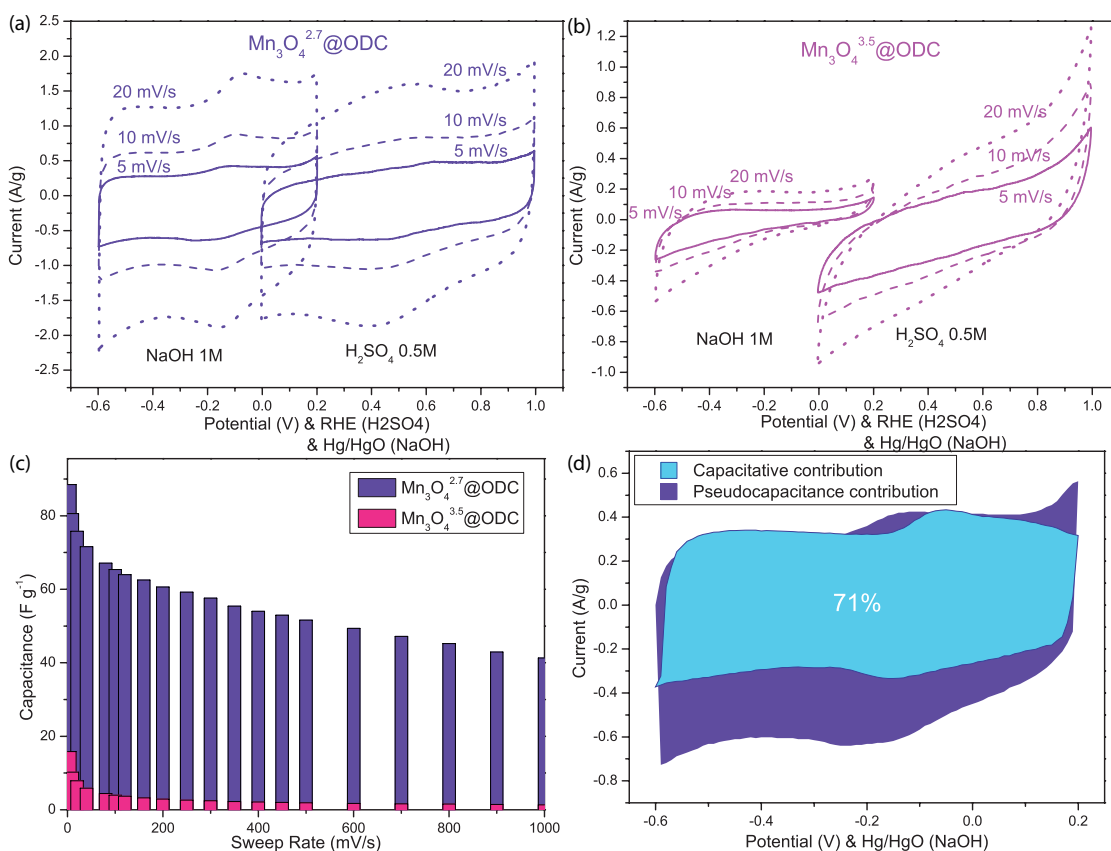 (a)
Mn3O4^2.7@ODC
20 mV/s
20 mV/s
10 mV/s
10 mV/s
5 mV/s
5 mV/s
NaOH 1M
H2SO4 0.5M
2.5
2.0
1.5
1.0
0.5
0.0
-0.5
-1.0
-1.5
-2.0
-2.5
Current (A/g)
-0.6 -0.4 -0.2 0.0 0.2 0.4 0.6 0.8 1.0
Potential (V) & RHE (H2SO4)
& Hg/HgO (NaOH)
(b)
Mn3O4^3.5@ODC
20 mV/s
10 mV/s
5 mV/s
20 mV/s
10 mV/s
5 mV/s
NaOH 1M
H2SO4 0.5M
1.2
1.0
0.8
0.6
0.4
0.2
0.0
-0.2
-0.4
-0.6
-0.8
-1.0
Current (A/g)
-0.6 -0.4 -0.2 0.0 0.2 0.4 0.6 0.8 1.0
Potential (V) & RHE (H2SO4)
& Hg/HgO (NaOH)
(c)
Mn3O4^2.7@ODC
Mn3O4^3.5@ODC
80
60
40
20
0
Capacitance (F g-1)
0 200 400 600 800 1000
Sweep Rate (mV/s)
(d)
Capacitative contribution
Pseudocapacitance contribution
71%
0.6
0.4
0.2
0.0
-0.2
-0.4
-0.6
-0.8
Current (A/g)
-0.6 -0.4 -0.2 0.0 0.2
Potential (V) & Hg/HgO (NaOH)